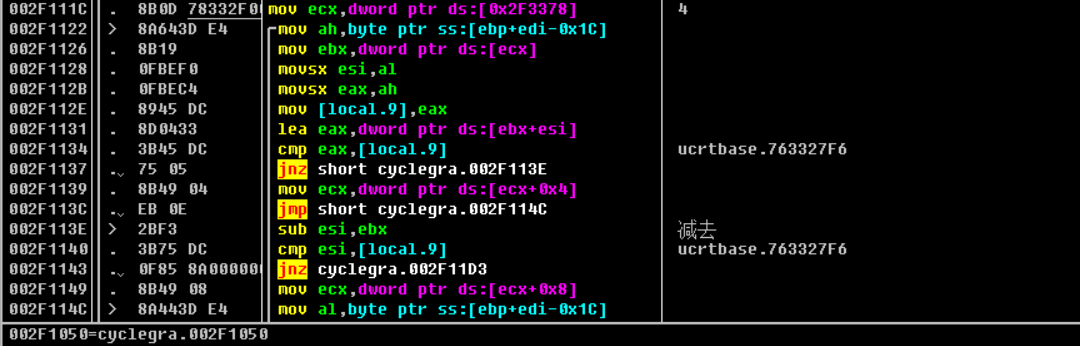 002F111C . 8B0D 78332F0 mov ecx,dword ptr ds:[0x2F3378] 4
002F1122 > 8A643D E4 mov ah,byte ptr ss:[ebp+edi-0x1C]
002F1126 . 8B19 mov ebx,dword ptr ds:[ecx]
002F1128 . 0FBEF0 movsx esi,al
002F112B . 0FBEC4 movsx eax,ah
002F112E . 8945 DC mov [local.9],eax
002F1131 . 8D0433 lea eax,dword ptr ds:[ebx+esi]
002F1134 . 3B45 DC cmp eax,[local.9] ucrtbase.763327F6
002F1137 . 75 05 jnz short cyclegra.002F113E
002F1139 . 8B49 04 mov ecx,dword ptr ds:[ecx+0x4]
002F113C . EB 0E jmp short cyclegra.002F114C
002F113E > 2BF3 sub esi,ebx 减去
002F1140 . 3B75 DC cmp esi,[local.9] ucrtbase.763327F6
002F1143 . 0F85 8A000000 jnz cyclegra.002F11D3
002F1149 . 8B49 08 mov ecx,dword ptr ds:[ecx+0x8]
002F114C > 8A443D E4 mov al,byte ptr ss:[ebp+edi-0x1C]
002F1050=cyclegra.002F1050